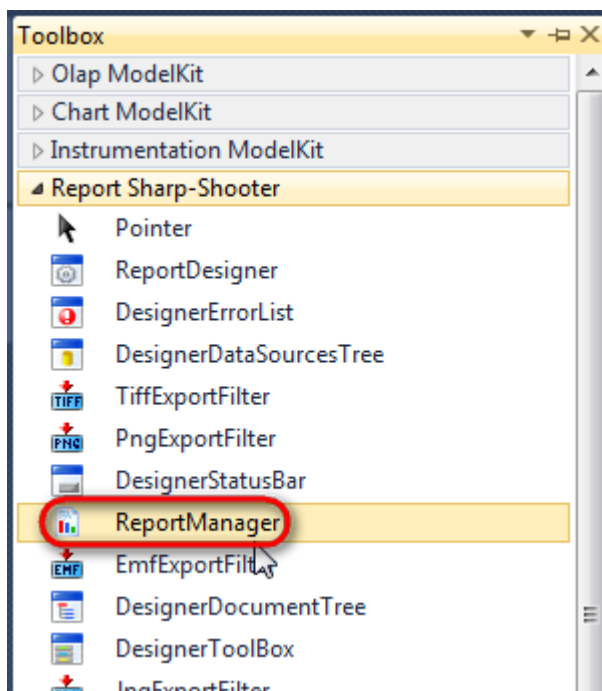 Toolbox
Olap ModelKit
Chart ModelKit
Instrumentation ModelKit
Report Sharp-Shooter
Pointer
ReportDesigner
DesignerErrorList
DesignerDataSourcesTree
TIFF TiffExportFilter
PNG PngExportFilter
DesignerStatusBar
ReportManager
EMF EmfExportFilter
DesignerDocumentTree
DesignerToolBox
JpgExportFilter